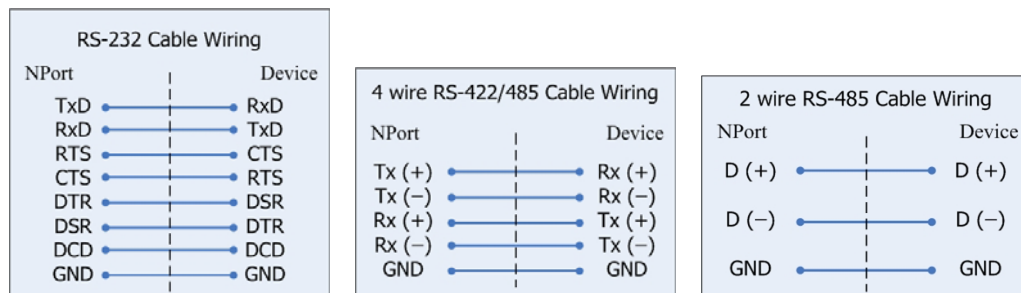 RS-232 Cable Wiring
NPort Device
TxD RxD
RxD TxD
RTS CTS
CTS RTS
DTR DSR
DSR DTR
DCD DCD
GND GND
4 wire RS-422/485 Cable Wiring
NPort Device
Tx (+) Rx (+)
Tx (−) Rx (−)
Rx (+) Tx (+)
Rx (−) Tx (−)
GND GND
2 wire RS-485 Cable Wiring
NPort Device
D (+) D (+)
D (−) D (−)
GND GND